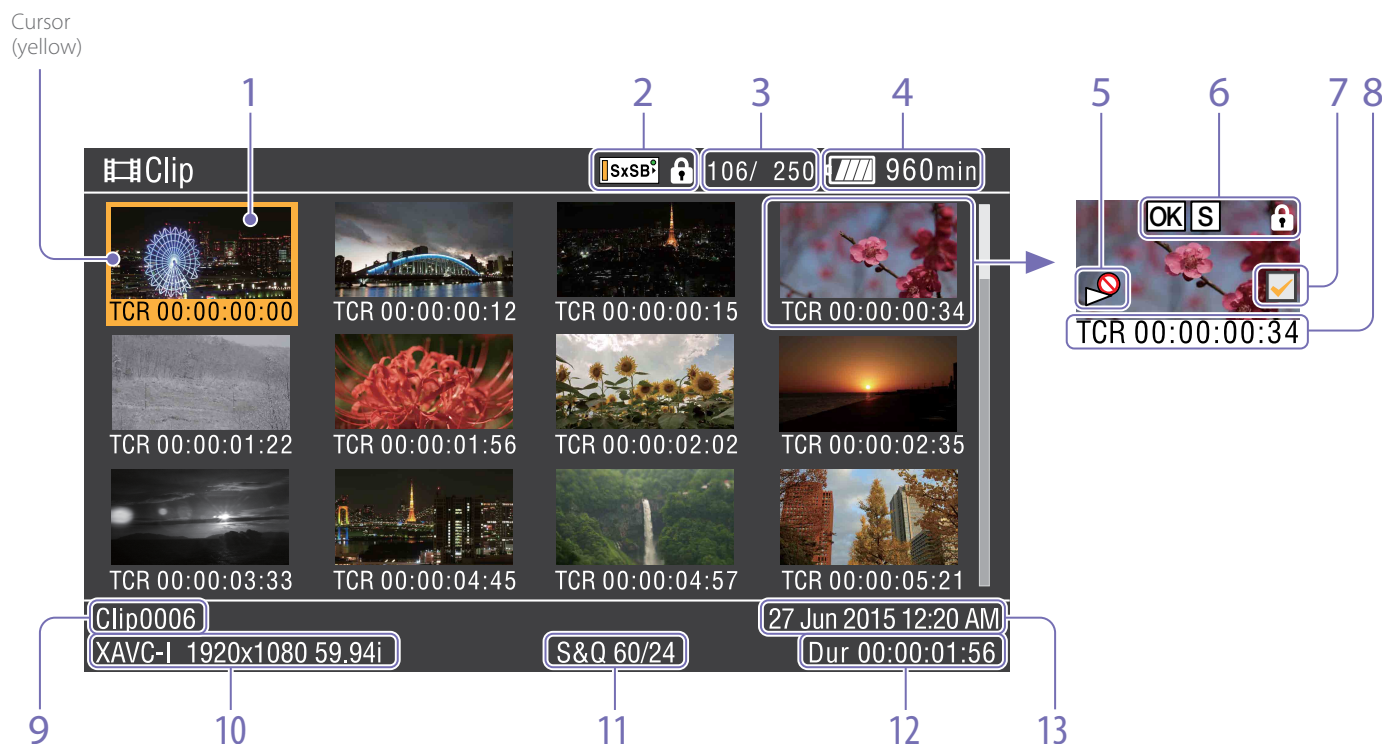 Cursor
(yellow)
1
2
3
4
5
6
7
8
Clip
SxSB
106/ 250
960min
OK S
TCR 00:00:00:00
TCR 00:00:00:12
TCR 00:00:00:15
TCR 00:00:00:34
TCR 00:00:00:34
TCR 00:00:01:22
TCR 00:00:01:56
TCR 00:00:02:02
TCR 00:00:02:35
TCR 00:00:03:33
TCR 00:00:04:45
TCR 00:00:04:57
TCR 00:00:05:21
Clip0006
27 Jun 2015 12:20 AM
XAVC-I 1920x1080 59.94i
S&Q 60/24
Dur 00:00:01:56
9
10
11
12
13